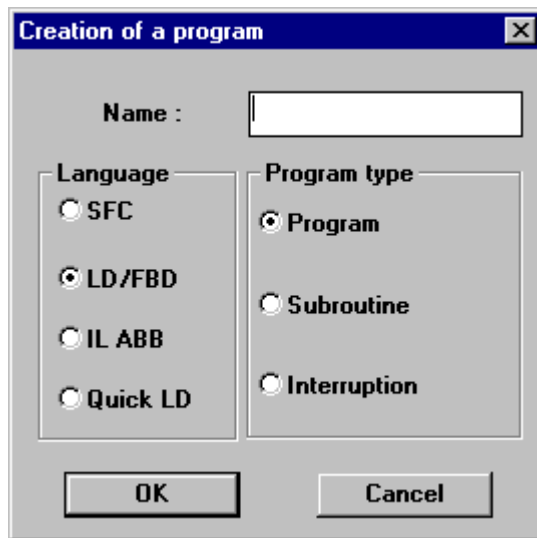 Creation of a program
Name :
Language
SFC
LD/FBD
IL ABB
Quick LD
Program type
Program
Subroutine
Interruption
OK
Cancel